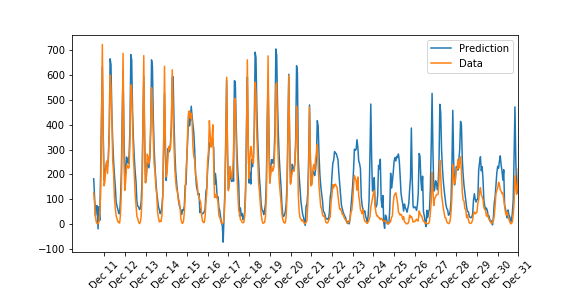 700
600
500
400
300
200
100
0
−100
Prediction
Data
Dec 11
Dec 12
Dec 13
Dec 14
Dec 15
Dec 16
Dec 17
Dec 18
Dec 19
Dec 20
Dec 21
Dec 22
Dec 23
Dec 24
Dec 25
Dec 26
Dec 27
Dec 28
Dec 29
Dec 30
Dec 31